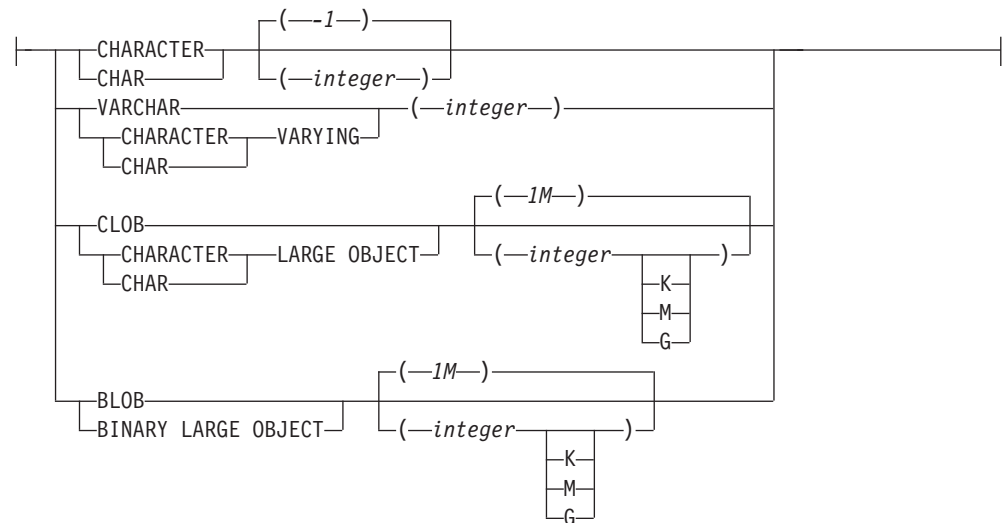 ( -1 )
CHARACTER
CHAR ( integer )
VARCHAR ( integer )
CHARACTER VARYING
CHAR
( 1M )
CLOB
CHARACTER LARGE OBJECT ( integer )
CHAR K
M
G
( 1M )
BLOB
BINARY LARGE OBJECT ( integer )
K
M
G